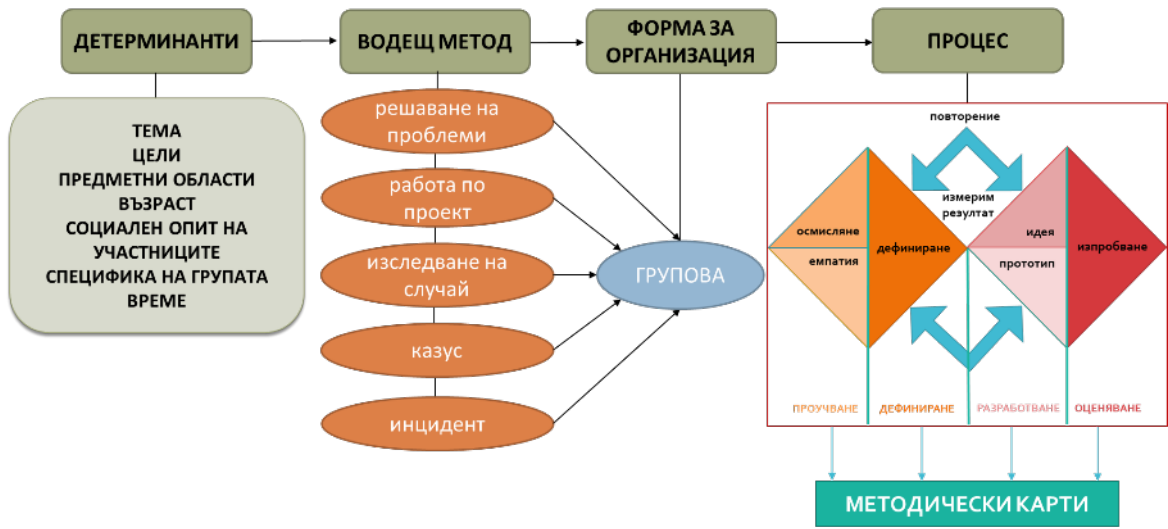 ДЕТЕРМИНАНТИ
ВОДЕЩ МЕТОД
ФОРМА ЗА
ОРГАНИЗАЦИЯ
ПРОЦЕС
ТЕМА
ЦЕЛИ
ПРЕДМЕТНИ ОБЛАСТИ
ВЪЗРАСТ
СОЦИАЛЕН ОПИТ НА
УЧАСТНИЦИТЕ
СПЕЦИФИКА НА ГРУПАТА
ВРЕМЕ
решаване на
проблеми
работа по
проект
изследване на
случай
казус
инцидент
ГРУПОВА
повторение
измерим
резултат
осмисляне
емпатия
дефиниране
идея
прототип
изпробване
ПРОУЧВАНЕ
ДЕФИНИРАНЕ
РАЗРАБОТВАНЕ
ОЦЕНЯВАНЕ
МЕТОДИЧЕСКИ КАРТИ